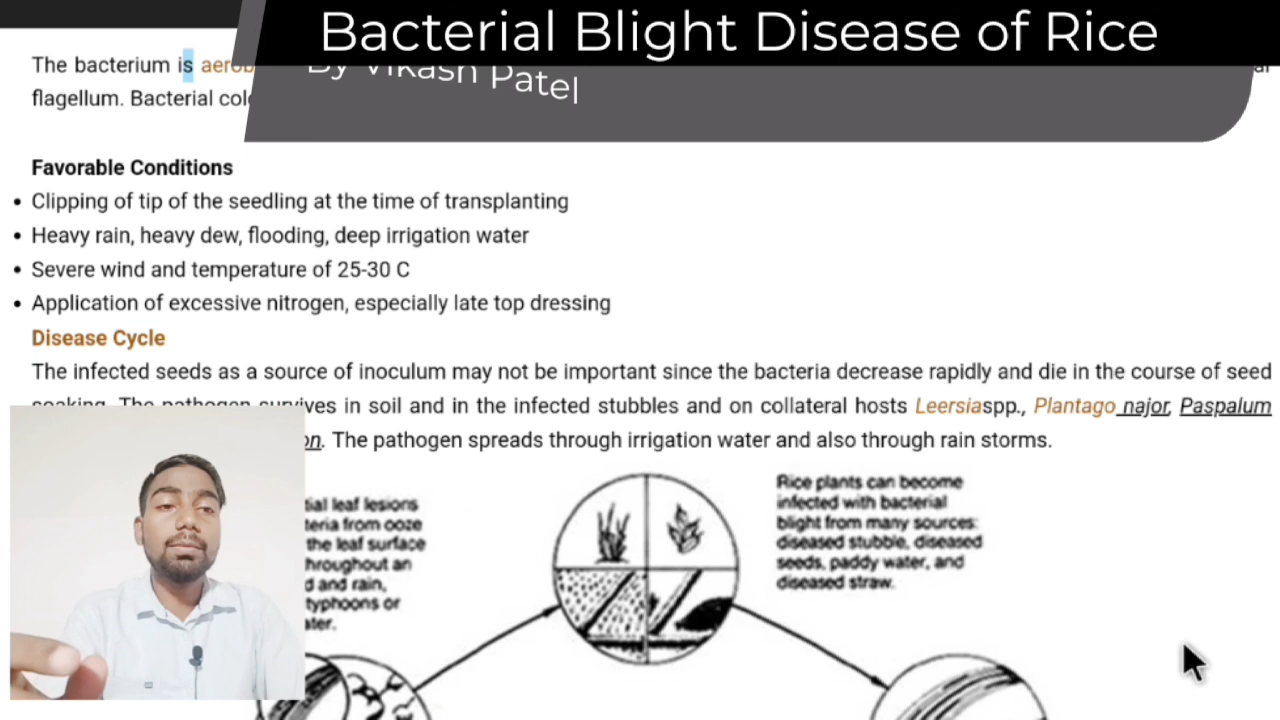 Bacterial Blight Disease of Rice
By Vikash Patel
The bacterium is aerob
flagellum. Bacterial col
Favorable Conditions
• Clipping of tip of the seedling at the time of transplanting
• Heavy rain, heavy dew, flooding, deep irrigation water
• Severe wind and temperature of 25-30 C
• Application of excessive nitrogen, especially late top dressing
Disease Cycle
The infected seeds as a source of inoculum may not be important since the bacteria decrease rapidly and die in the course of seed
soaking. The pathogen survives in soil and in the infected stubbles and on collateral hosts Leersiaspp., Plantago najor, Paspalum
on. The pathogen spreads through irrigation water and also through rain storms.
tial leaf lesions
teria from ooze
the leaf surface
hroughout an
d and rain,
typhoons or
ater.
Rice plants can become
infected with bacterial
blight from many sources:
diseased stubble, diseased
seeds, paddy water, and
diseased straw.